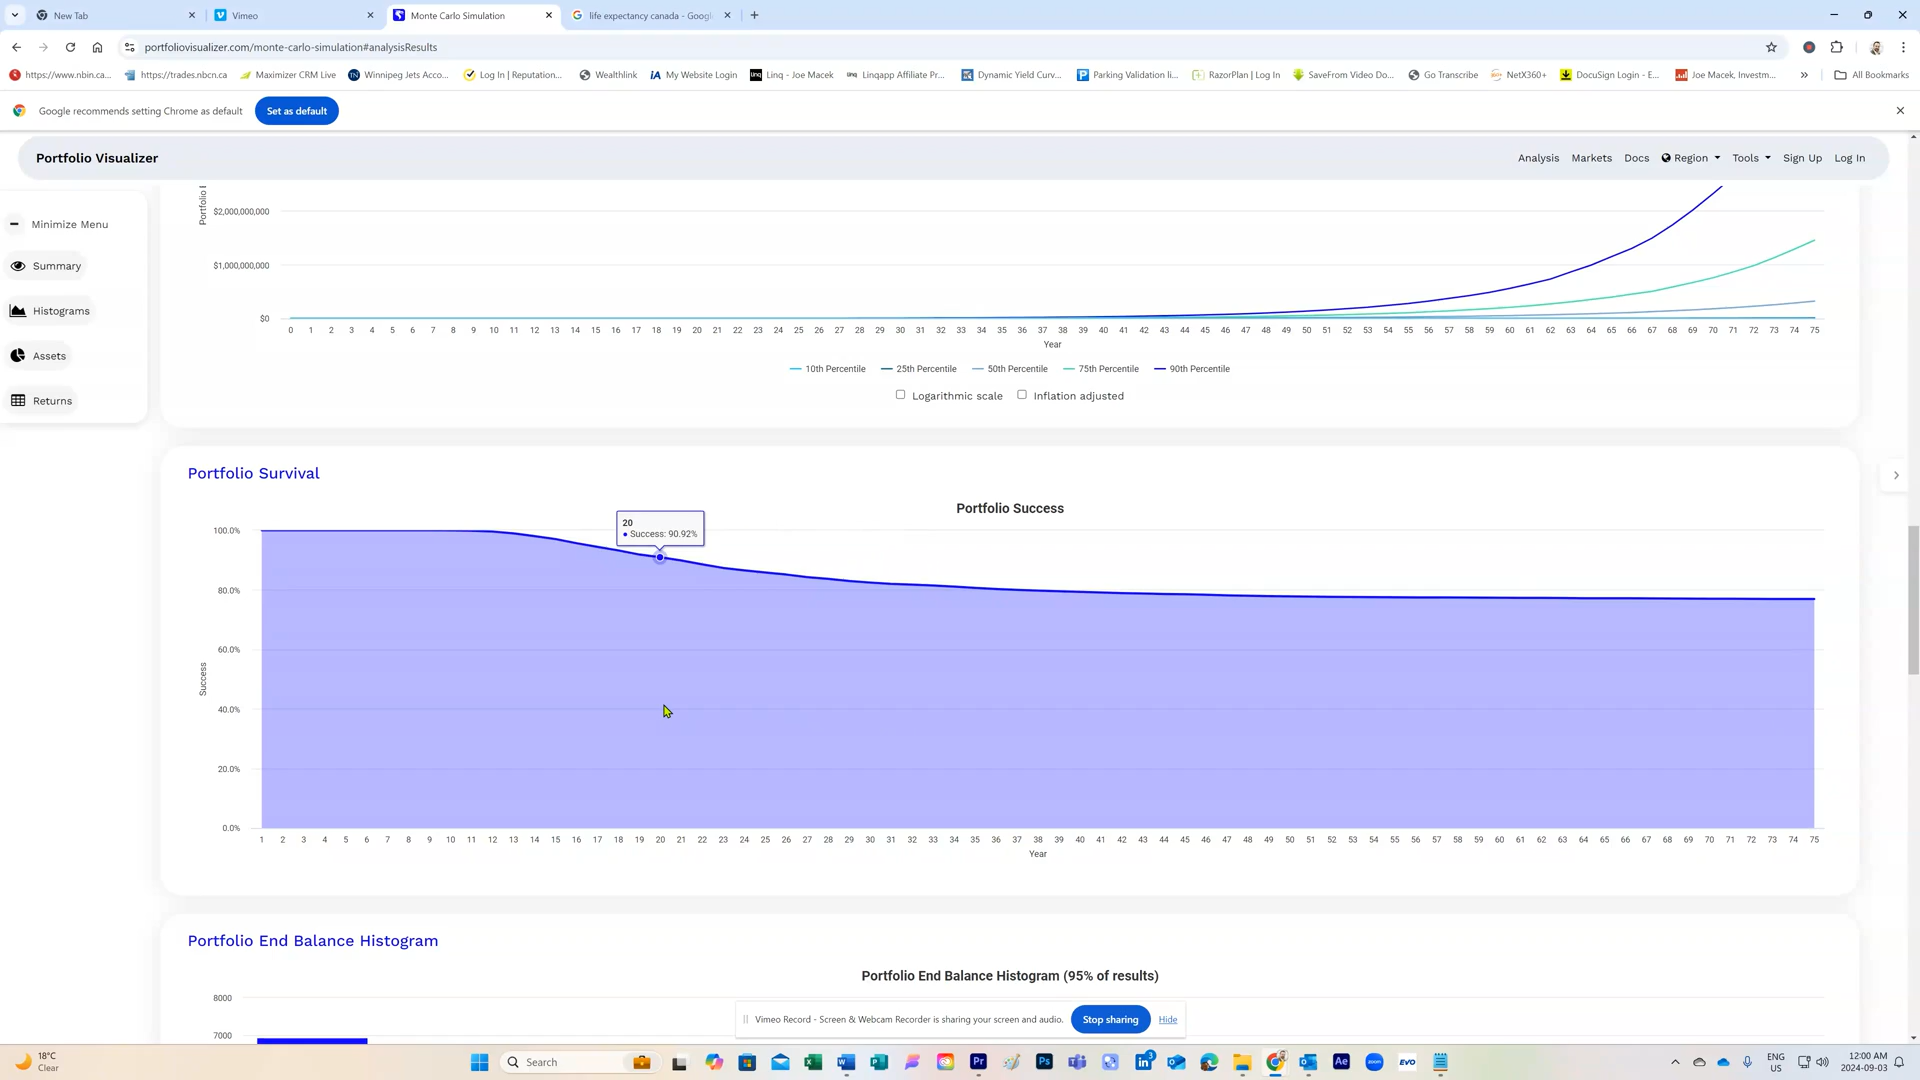 New Tab
Vimeo
Monte Carlo Simulation
life expectancy canada - Googl
portfoliovisualizer.com/monte-carlo-simulation#analysisResults
https://www.nbin.ca...
https://trades.nbcn.ca
Maximizer CRM Live
Winnipeg Jets Acco...
Log In | Reputation...
Wealthlink
iA My Website Login
Linq - Joe Macek
Linqapp Affiliate Pr...
Dynamic Yield Curv...
Parking Validation li...
RazorPlan | Log In
SaveFrom Video Do...
Go Transcribe
NetX360+
DocuSign Login - E...
Joe Macek, Investm...
All Bookmarks
Google recommends setting Chrome as default
Set as default
Portfolio Visualizer
Analysis
Markets
Docs
Region
Tools
Sign Up
Log In
Minimize Menu
Summary
Histograms
Assets
Returns
$2,000,000,000
$1,000,000,000
$0
0 1 2 3 4 5 6 7 8 9 10 11 12 13 14 15 16 17 18 19 20 21 22 23 24 25 26 27 28 29 30 31 32 33 34 35 36 37 38 39 40 41 42 43 44 45 46 47 48 49 50 51 52 53 54 55 56 57 58 59 60 61 62 63 64 65 66 67 68 69 70 71 72 73 74 75
Year
10th Percentile
25th Percentile
50th Percentile
75th Percentile
90th Percentile
Logarithmic scale
Inflation adjusted
Portfolio Survival
Portfolio Success
20
Success: 90.92%
100.0%
80.0%
60.0%
40.0%
20.0%
0.0%
Success
1 2 3 4 5 6 7 8 9 10 11 12 13 14 15 16 17 18 19 20 21 22 23 24 25 26 27 28 29 30 31 32 33 34 35 36 37 38 39 40 41 42 43 44 45 46 47 48 49 50 51 52 53 54 55 56 57 58 59 60 61 62 63 64 65 66 67 68 69 70 71 72 73 74 75
Year
Portfolio End Balance Histogram
Portfolio End Balance Histogram (95% of results)
8000
7000
Vimeo Record - Screen & Webcam Recorder is sharing your screen and audio.
Stop sharing
Hide
18°C
Clear
Search
ENG
US
12:00 AM
2024-09-03